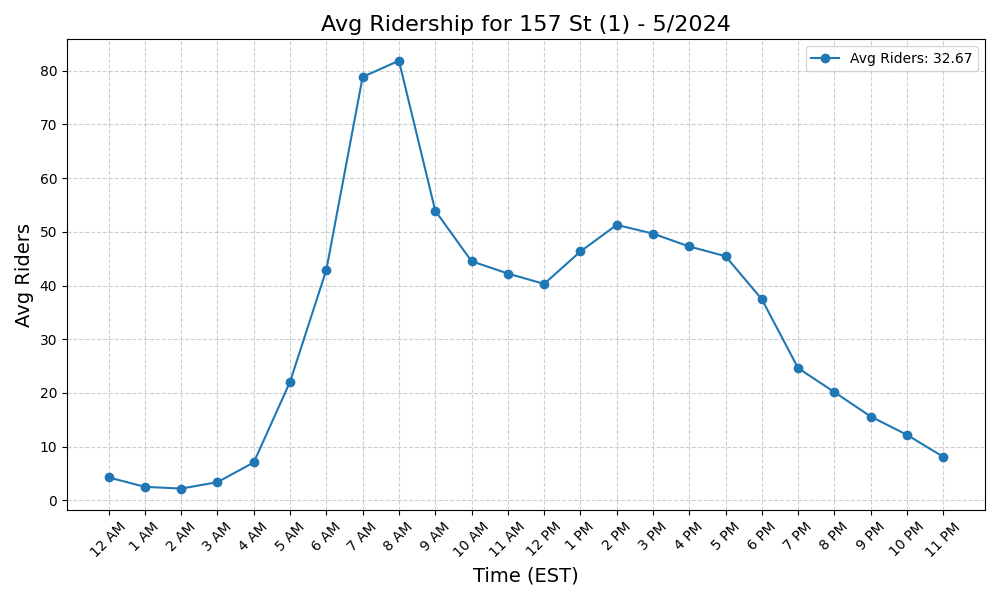 Avg Ridership for 157 St (1) - 5/2024
Avg Riders: 32.67
Avg Riders
80
70
60
50
40
30
20
10
0
12 AM
1 AM
2 AM
3 AM
4 AM
5 AM
6 AM
7 AM
8 AM
9 AM
10 AM
11 AM
12 PM
1 PM
2 PM
3 PM
4 PM
5 PM
6 PM
7 PM
8 PM
9 PM
10 PM
11 PM
Time (EST)